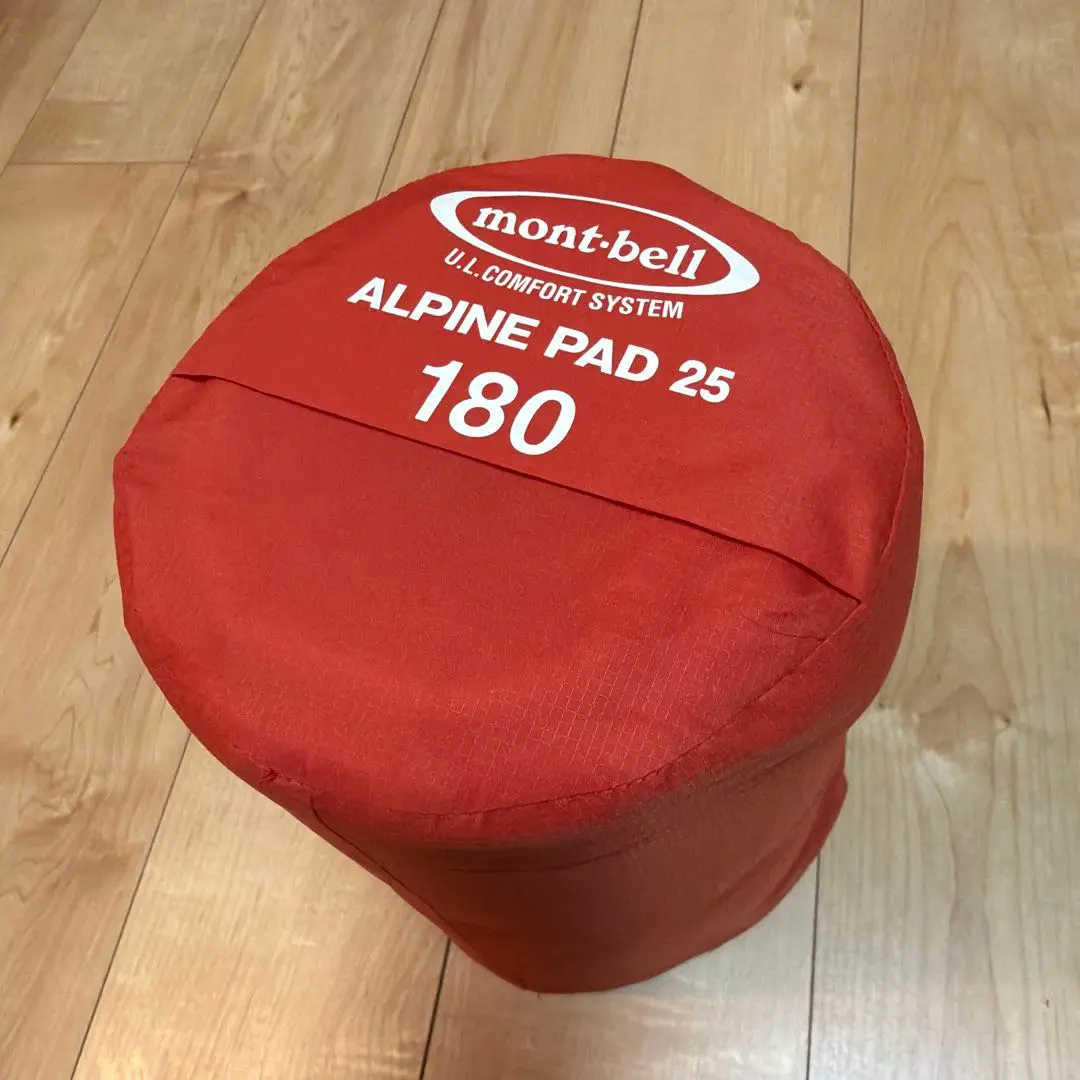 mont-bell
U.L.COMFORT SYSTEM
ALPINE PAD 25
180